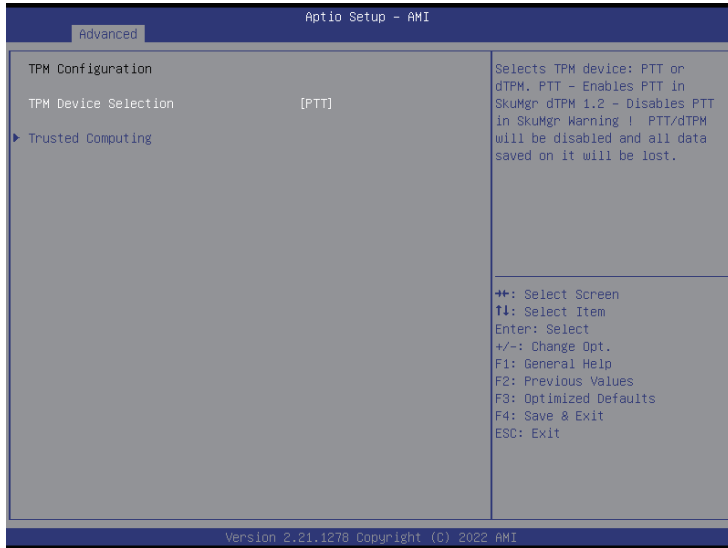 Aptio Setup – AMI
Advanced
TPM Configuration
TPM Device Selection [PTT]
Trusted Computing
Selects TPM device: PTT or
dTPM. PTT – Enables PTT in
SkuMgr dTPM 1.2 – Disables PTT
in SkuMgr Warning ! PTT/dTPM
will be disabled and all data
saved on it will be lost.
→←: Select Screen
↑↓: Select Item
Enter: Select
+/-: Change Opt.
F1: General Help
F2: Previous Values
F3: Optimized Defaults
F4: Save & Exit
ESC: Exit
Version 2.21.1278 Copyright (C) 2022 AMI